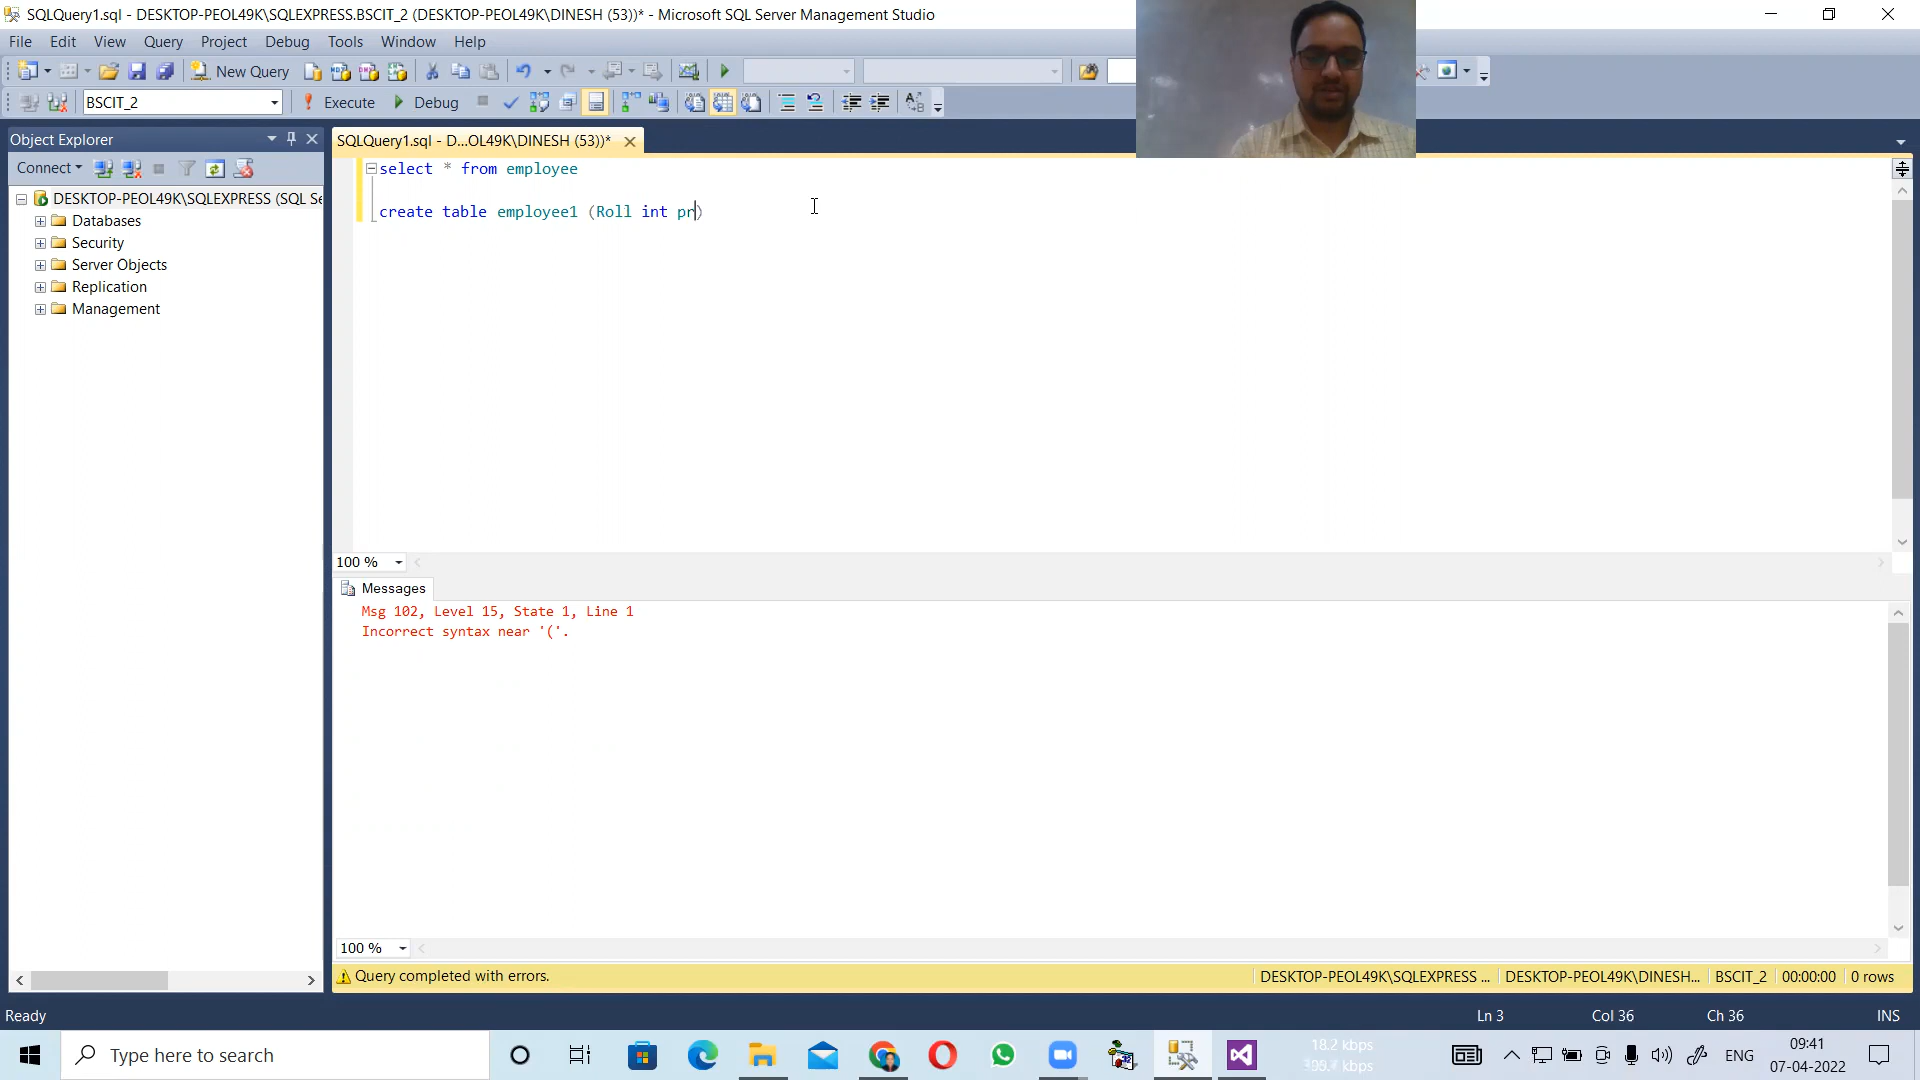 SQLQuery1.sql - DESKTOP-PEOL49K\SQLEXPRESS.BSCIT_2 (DESKTOP-PEOL49K\DINESH (53))* - Microsoft SQL Server Management Studio
File Edit View Query Project Debug Tools Window Help
New Query
BSCIT_2 Execute Debug
Object Explorer
SQLQuery1.sql - D...OL49K\DINESH (53))*
Connect
DESKTOP-PEOL49K\SQLEXPRESS (SQL Se
Databases
Security
Server Objects
Replication
Management
select * from employee
create table employee1 (Roll int pr)
100 %
Messages
Msg 102, Level 15, State 1, Line 1
Incorrect syntax near '('.
100 %
Query completed with errors. DESKTOP-PEOL49K\SQLEXPRESS ... DESKTOP-PEOL49K\DINESH... BSCIT_2 00:00:00 0 rows
Ready Ln 3 Col 36 Ch 36 INS
Type here to search
18.2 kbps
ENG
09:41
07-04-2022